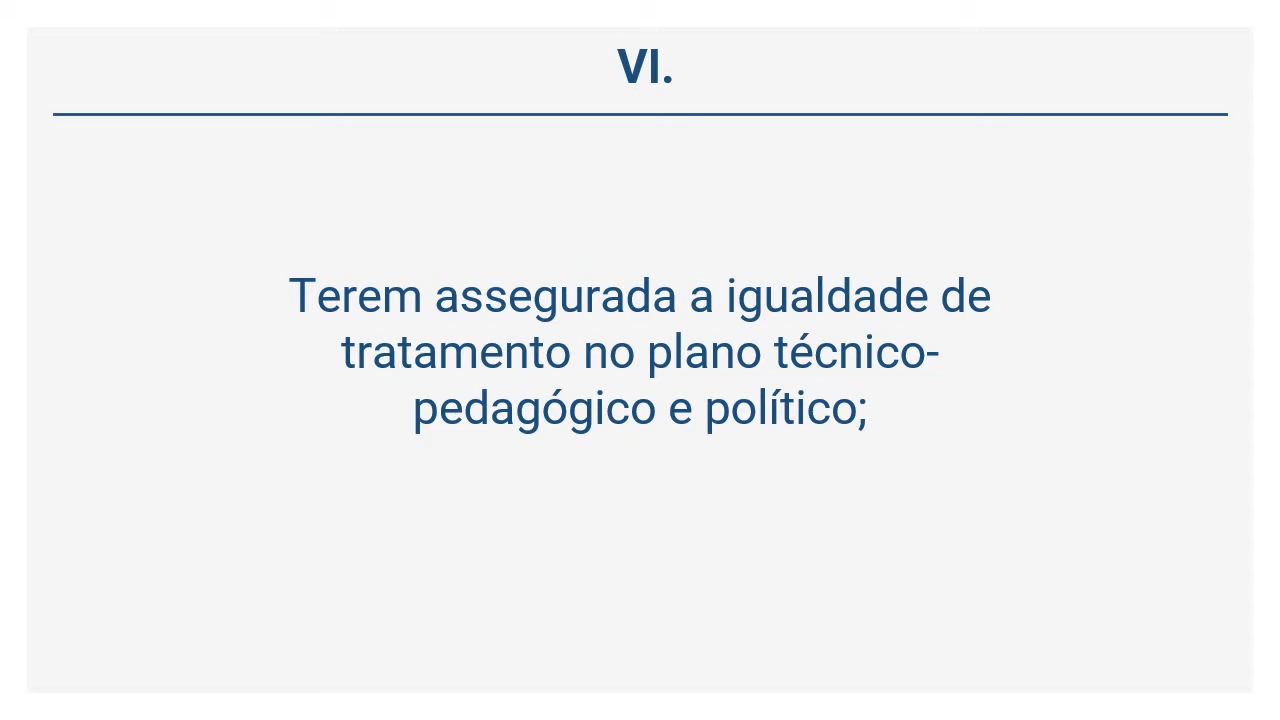 VI.
Terem assegurada a igualdade de
tratamento no plano técnico-
pedagógico e político;